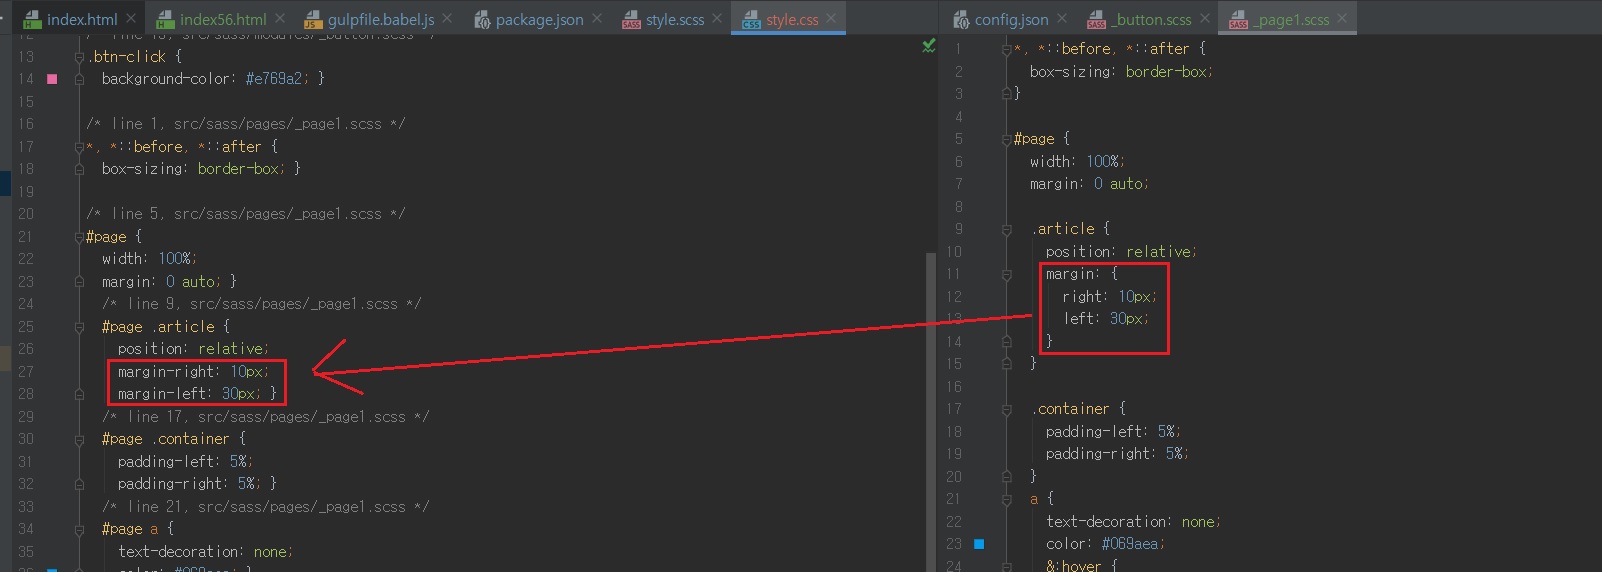 index.html
index56.html
gulpfile.babel.js
package.json
style.scss
style.css
12 /* line 13, src/sass/modules/_button.scss */
13 .btn-click {
14 background-color: #e769a2; }
15
16 /* line 1, src/sass/pages/_page1.scss */
17 *, *::before, *::after {
18 box-sizing: border-box; }
19
20 /* line 5, src/sass/pages/_page1.scss */
21 #page {
22 width: 100%;
23 margin: 0 auto; }
24 /* line 9, src/sass/pages/_page1.scss */
25 #page .article {
26 position: relative;
27 margin-right: 10px;
28 margin-left: 30px; }
29 /* line 17, src/sass/pages/_page1.scss */
30 #page .container {
31 padding-left: 5%;
32 padding-right: 5%; }
33 /* line 21, src/sass/pages/_page1.scss */
34 #page a {
35 text-decoration: none;
36 color: #069aea; }
config.json
_button.scss
_page1.scss
1 *, *::before, *::after {
2 box-sizing: border-box;
3 }
4
5 #page {
6 width: 100%;
7 margin: 0 auto;
8
9 .article {
10 position: relative;
11 margin: {
12 right: 10px;
13 left: 30px;
14 }
15 }
16
17 .container {
18 padding-left: 5%;
19 padding-right: 5%;
20 }
21 a {
22 text-decoration: none;
23 color: #069aea;
24 &:hover {